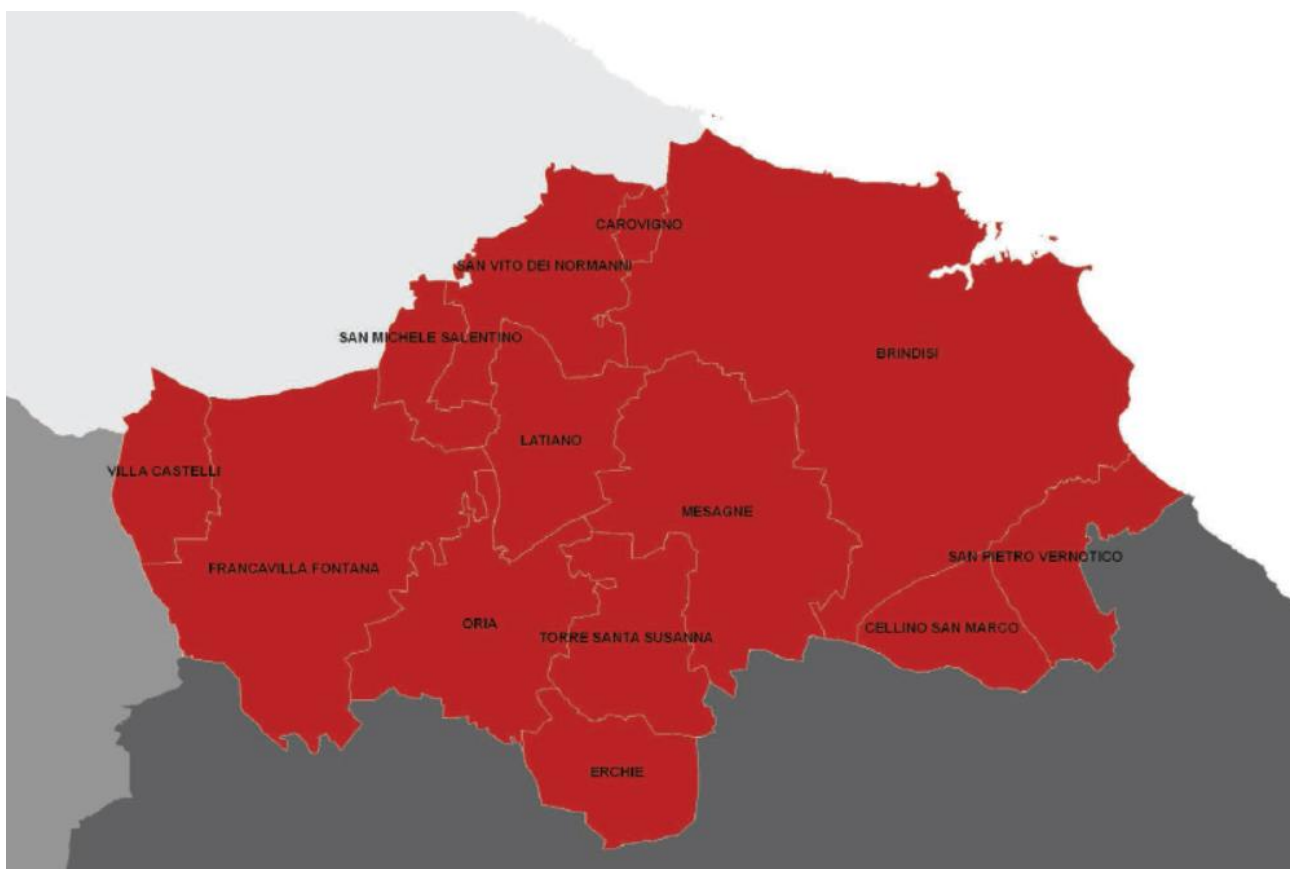 CAROVIGNO
SAN VITO DEI NORMANNI
SAN MICHELE SALENTINO
BRINDISI
LATIANO
VILLA CASTELLI
MESAGNE
SAN PIETRO VERNOTICO
FRANCAVILLA FONTANA
ORIA
CELLINO SAN MARCO
TORRE SANTA SUSANNA
ERCHIE